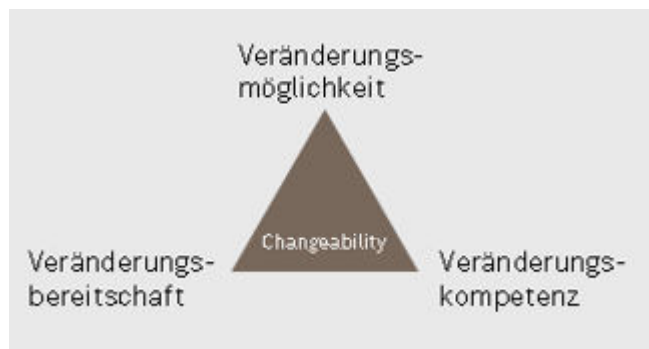 Veränderungs-
möglichkeit
Changeability
Veränderungs-
bereitschaft
Veränderungs-
kompetenz